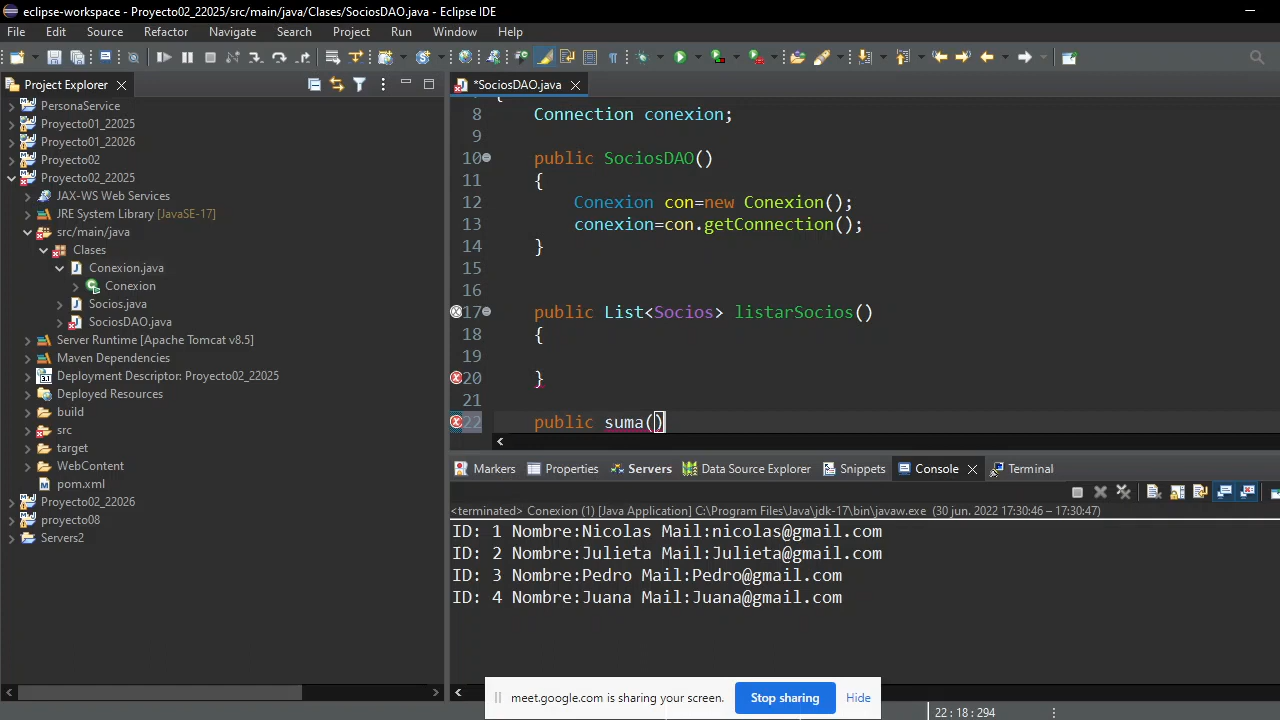 eclipse-workspace - Proyecto02_22025/src/main/java/Clases/SociosDAO.java - Eclipse IDE
File Edit Source Refactor Navigate Search Project Run Window Help
Project Explorer
*SociosDAO.java
PersonaService
Proyecto01_22025
Proyecto01_22026
Proyecto02
Proyecto02_22025
JAX-WS Web Services
JRE System Library [JavaSE-17]
src/main/java
Clases
Conexion.java
Conexion
Socios.java
SociosDAO.java
Server Runtime [Apache Tomcat v8.5]
Maven Dependencies
Deployment Descriptor: Proyecto02_22025
Deployed Resources
build
src
target
WebContent
pom.xml
Proyecto02_22026
proyecto08
Servers2
8 Connection conexion;
9
10 public SociosDAO()
11 {
12 Conexion con=new Conexion();
13 conexion=con.getConnection();
14 }
15
16
17 public List<Socios> listarSocios()
18 {
19
20 }
21
22 public suma()
Markers Properties Servers Data Source Explorer Snippets Console Terminal
<terminated> Conexion (1) [Java Application] C:\Program Files\Java\jdk-17\bin\javaw.exe (30 jun. 2022 17:30:46 – 17:30:47)
ID: 1 Nombre:Nicolas Mail:nicolas@gmail.com
ID: 2 Nombre:Julieta Mail:Julieta@gmail.com
ID: 3 Nombre:Pedro Mail:Pedro@gmail.com
ID: 4 Nombre:Juana Mail:Juana@gmail.com
meet.google.com is sharing your screen. Stop sharing Hide
22 : 18 : 294